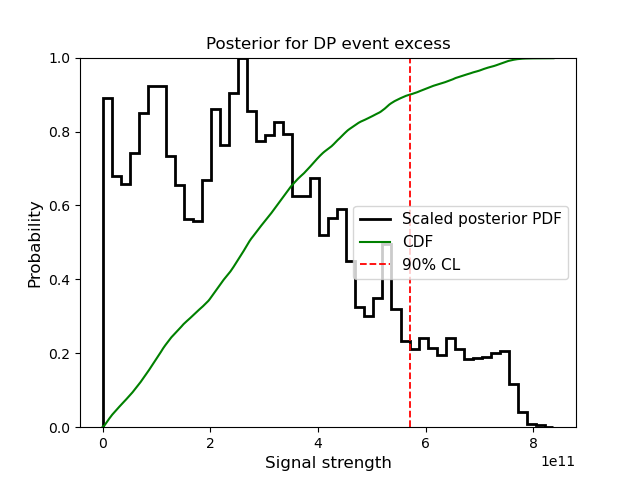 Posterior for DP event excess
1.0
0.8
0.6
0.4
0.2
0.0
Probability
Scaled posterior PDF
CDF
90% CL
0 2 4 6 8
1e11
Signal strength